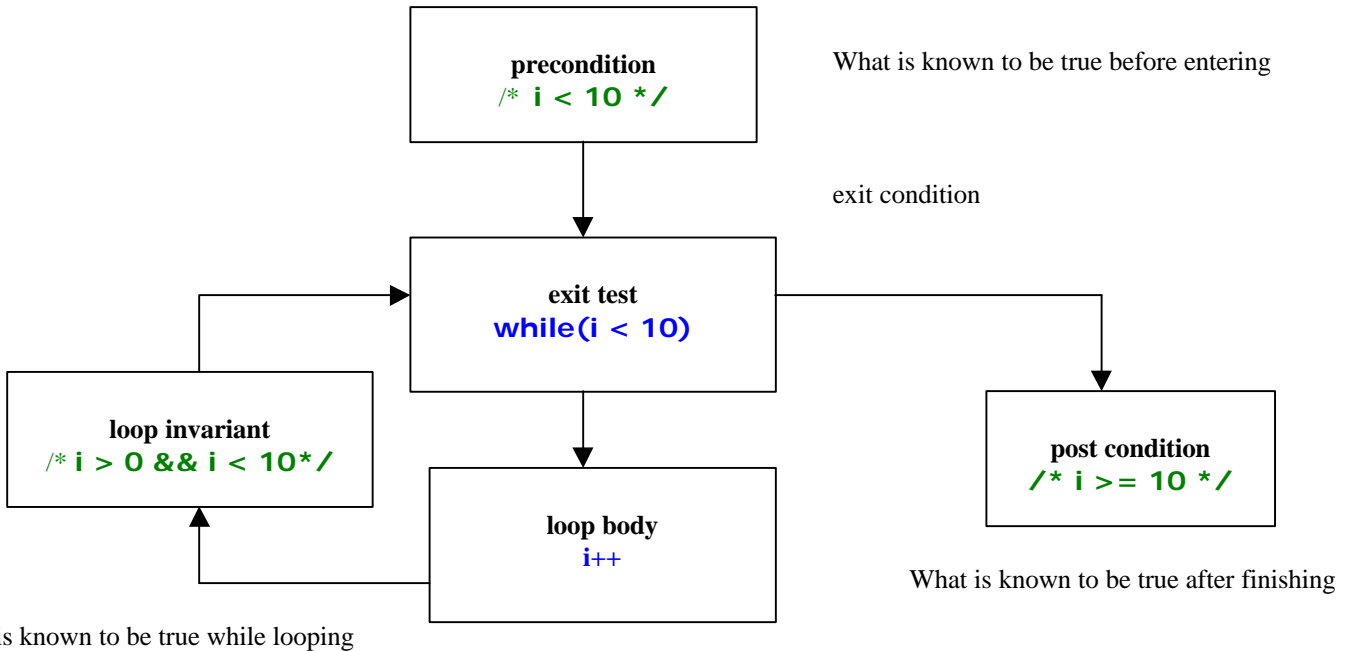 precondition
/* i < 10 */
What is known to be true before entering
exit condition
exit test
while(i < 10)
loop invariant
/* i > 0 && i < 10*/
post condition
/* i >= 10 */
loop body
i++
What is known to be true after finishing
is known to be true while looping